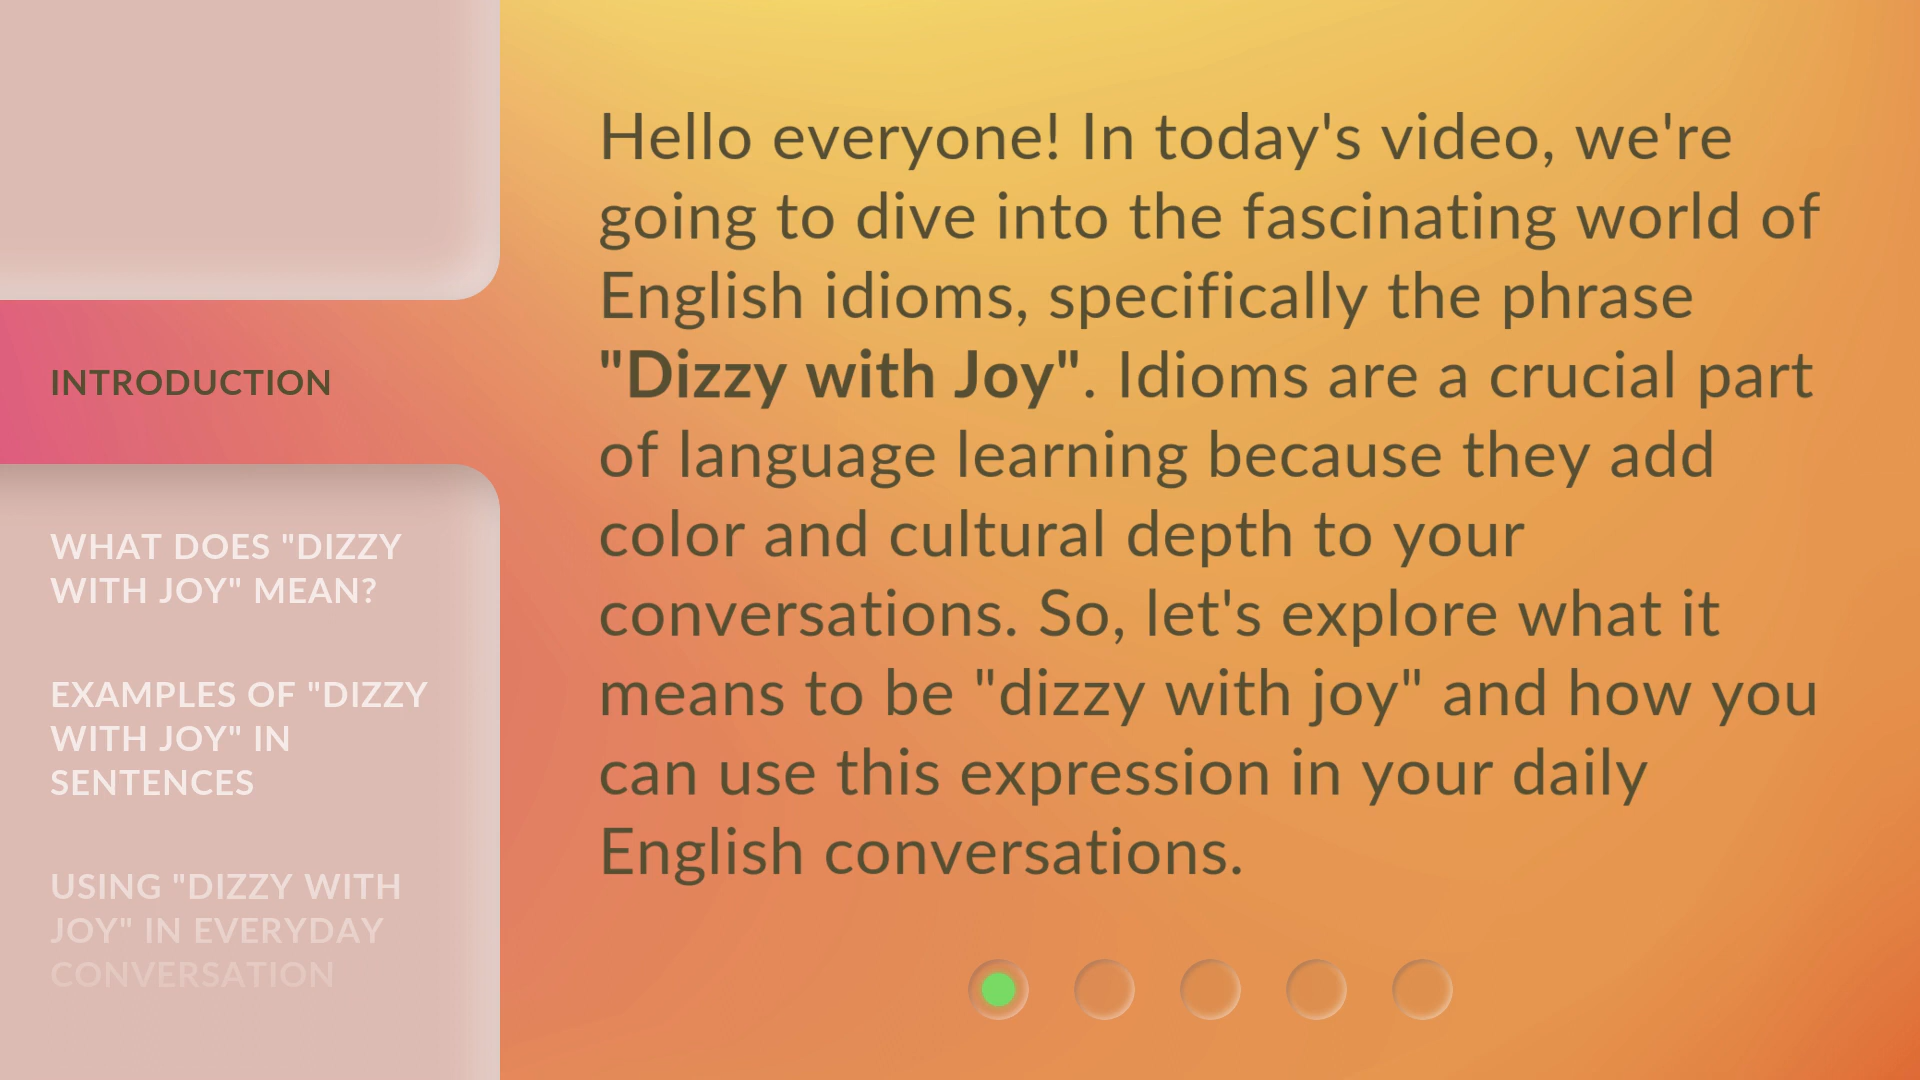 INTRODUCTION
WHAT DOES "DIZZY
WITH JOY" MEAN?
EXAMPLES OF "DIZZY
WITH JOY" IN
SENTENCES
USING "DIZZY WITH
JOY" IN EVERYDAY
CONVERSATION
Hello everyone! In today's video, we're
going to dive into the fascinating world of
English idioms, specifically the phrase
"Dizzy with Joy". Idioms are a crucial part
of language learning because they add
color and cultural depth to your
conversations. So, let's explore what it
means to be "dizzy with joy" and how you
can use this expression in your daily
English conversations.